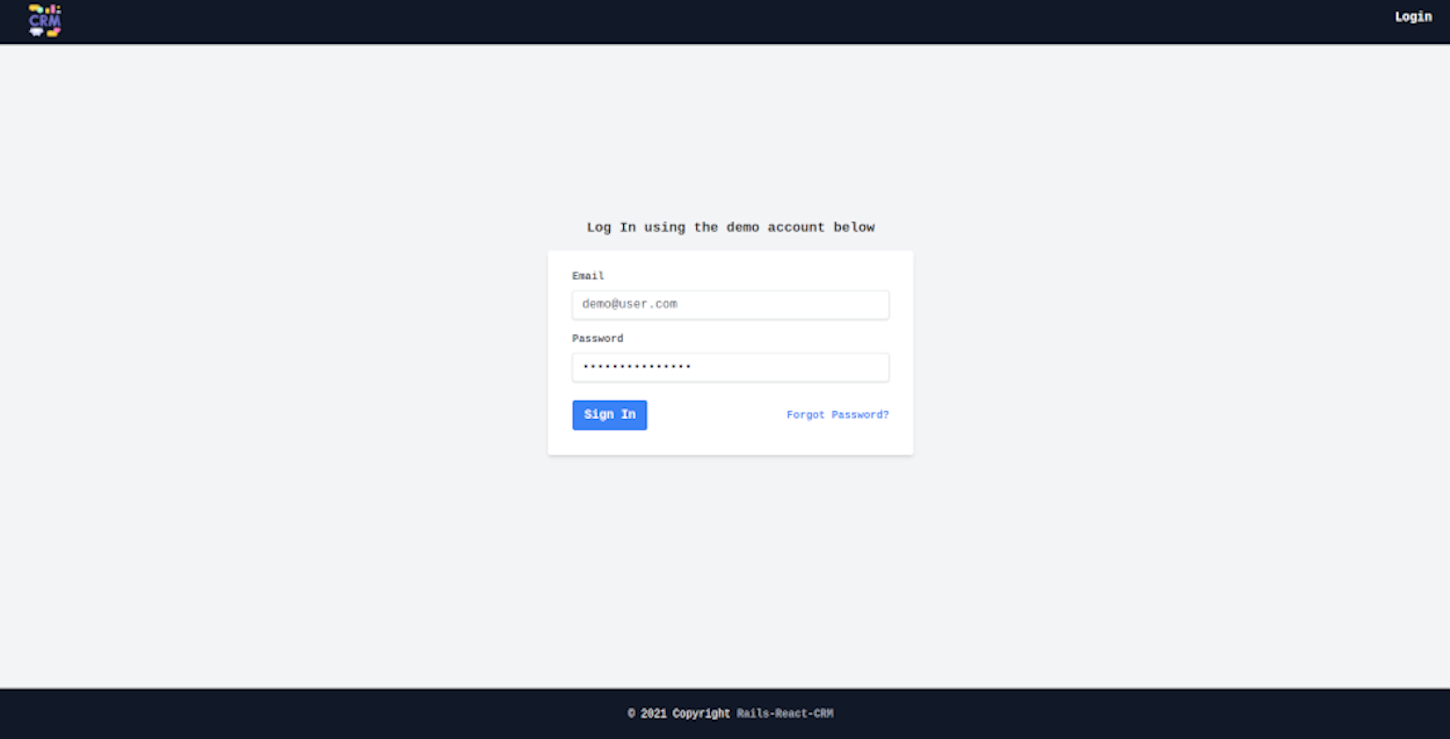 CRM
Login
Log In using the demo account below
Email
demo@user.com
Password
•••••••••••••••
Sign In
Forgot Password?
© 2021 Copyright Rails-React-CRM